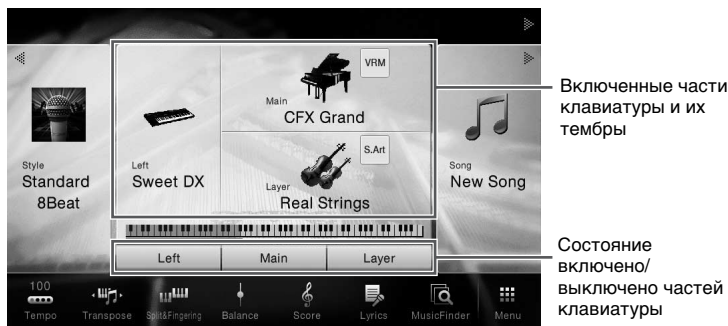 VRM
Main
CFX Grand
Style
Standard
8Beat
Left
Sweet DX
S.Art
Layer
Real Strings
Song
New Song
Left Main Layer
100
Tempo Transpose Split&Fingering Balance Score Lyrics MusicFinder Menu
Включенные части
клавиатуры и их
тембры
Состояние
включено/
выключено частей
клавиатуры